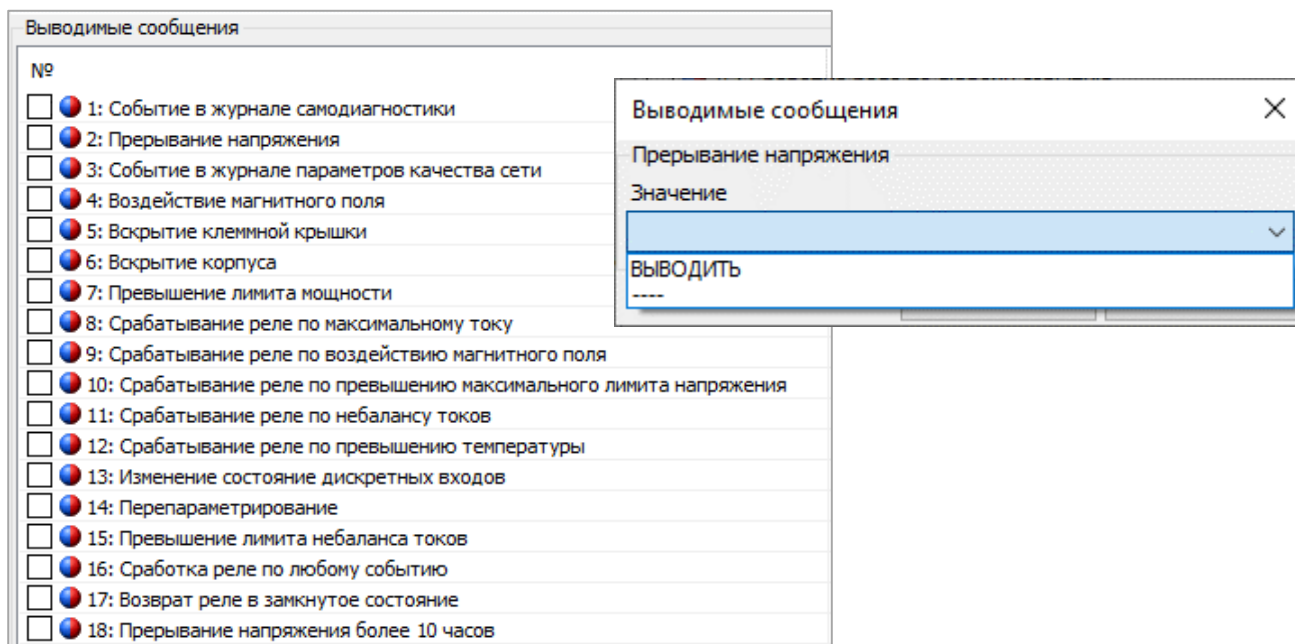 Выводимые сообщения
№
1: Событие в журнале самодиагностики
2: Прерывание напряжения
3: Событие в журнале параметров качества сети
4: Воздействие магнитного поля
5: Вскрытие клеммной крышки
6: Вскрытие корпуса
7: Превышение лимита мощности
8: Срабатывание реле по максимальному току
9: Срабатывание реле по воздействию магнитного поля
10: Срабатывание реле по превышению максимального лимита напряжения
11: Срабатывание реле по небалансу токов
12: Срабатывание реле по превышению температуры
13: Изменение состояние дискретных входов
14: Перепараметрирование
15: Превышение лимита небаланса токов
16: Сработка реле по любому событию
17: Возврат реле в замкнутое состояние
18: Прерывание напряжения более 10 часов
Выводимые сообщения
Прерывание напряжения
Значение
ВЫВОДИТЬ
----